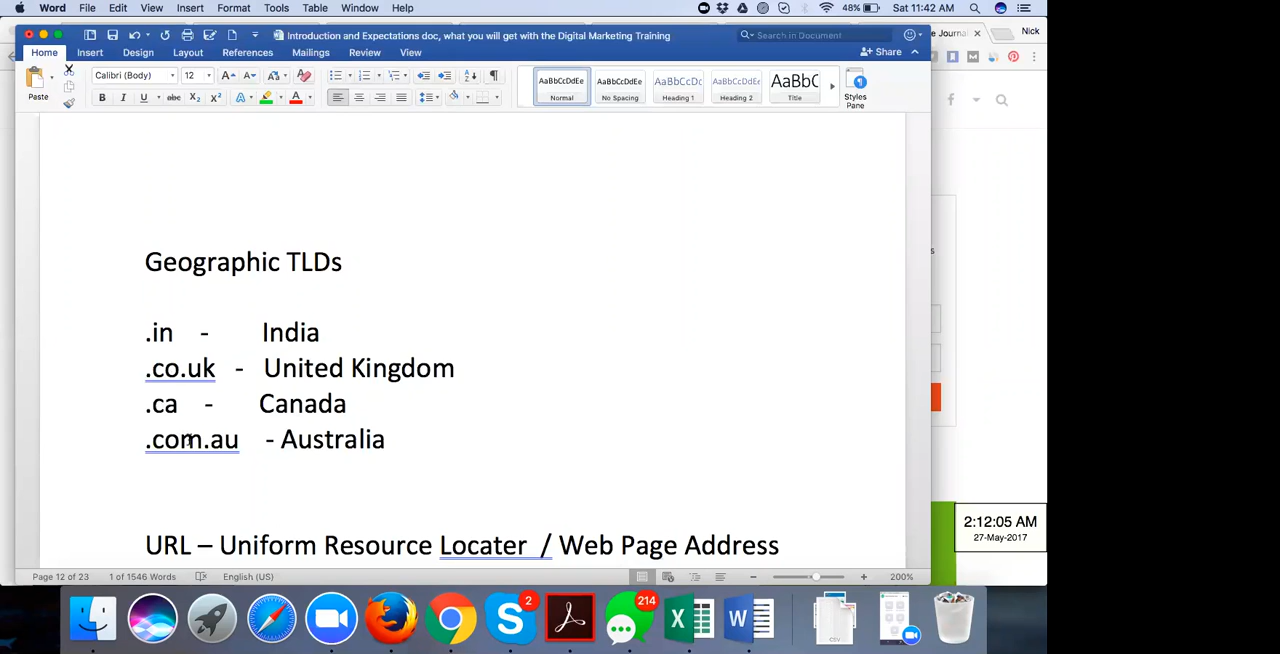 Word File Edit View Insert Format Tools Table Window Help
48% Sat 11:42 AM
Introduction and Expectations doc, what you will get with the Digital Marketing Training
Search in Document
e Journal
Nick
Home Insert Design Layout References Mailings Review View
Share
Paste
Calibri (Body) 12
AaBbCcDdEe AaBbCcDdEe AaBbCcDc AaBbCcDdEe AaBbC
Normal No Spacing Heading 1 Heading 2 Title
Styles
Pane
Geographic TLDs
.in - India
.co.uk - United Kingdom
.ca - Canada
.com.au - Australia
URL – Uniform Resource Locater / Web Page Address
2:12:05 AM
27-May-2017
Page 12 of 23 1 of 1546 Words English (US)
200%
2
214
CSV